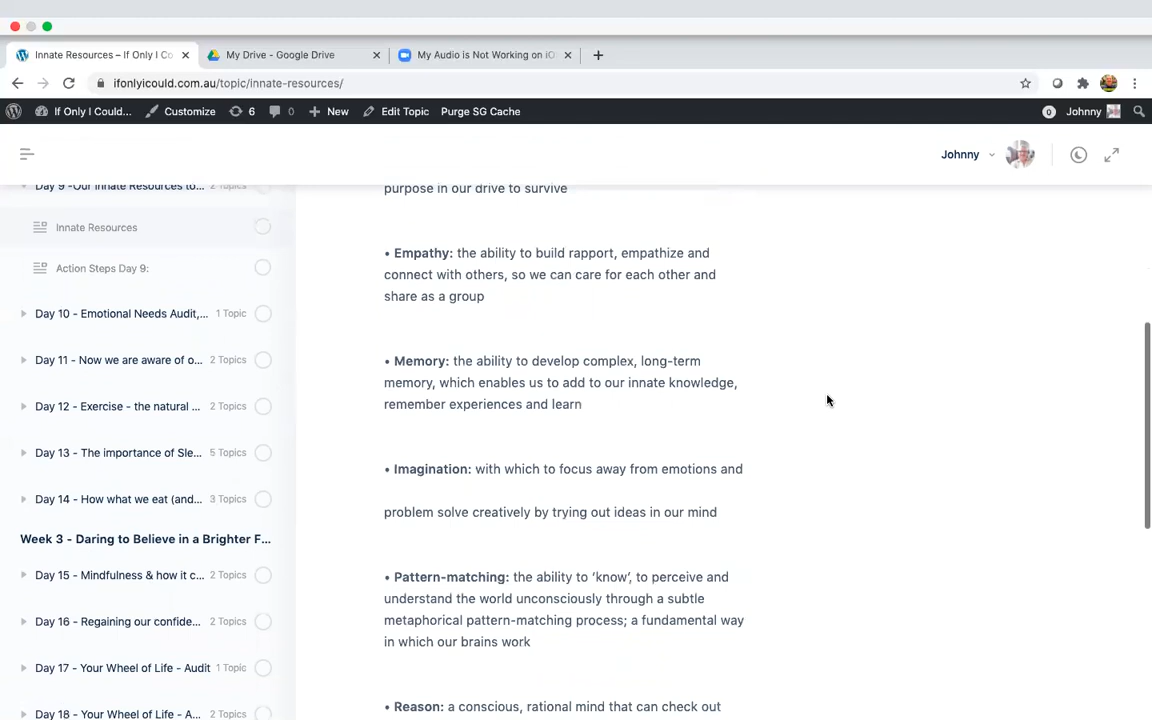 Innate Resources – If Only I Co
My Drive - Google Drive
My Audio is Not Working on iO
ifonlyicould.com.au/topic/innate-resources/
If Only I Could...
Customize
6
0
New
Edit Topic
Purge SG Cache
0
Johnny
Johnny
Day 9 -Our Innate Resources to... 2 Topics
Innate Resources
Action Steps Day 9:
Day 10 - Emotional Needs Audit,... 1 Topic
Day 11 - Now we are aware of o... 2 Topics
Day 12 - Exercise - the natural ... 2 Topics
Day 13 - The importance of Sle... 5 Topics
Day 14 - How what we eat (and... 3 Topics
Week 3 - Daring to Believe in a Brighter F...
Day 15 - Mindfulness & how it c... 2 Topics
Day 16 - Regaining our confide... 2 Topics
Day 17 - Your Wheel of Life - Audit 1 Topic
Day 18 - Your Wheel of Life - A... 2 Topics
purpose in our drive to survive
• Empathy: the ability to build rapport, empathize and
connect with others, so we can care for each other and
share as a group
• Memory: the ability to develop complex, long-term
memory, which enables us to add to our innate knowledge,
remember experiences and learn
• Imagination: with which to focus away from emotions and
problem solve creatively by trying out ideas in our mind
• Pattern-matching: the ability to ‘know’, to perceive and
understand the world unconsciously through a subtle
metaphorical pattern-matching process; a fundamental way
in which our brains work
• Reason: a conscious, rational mind that can check out